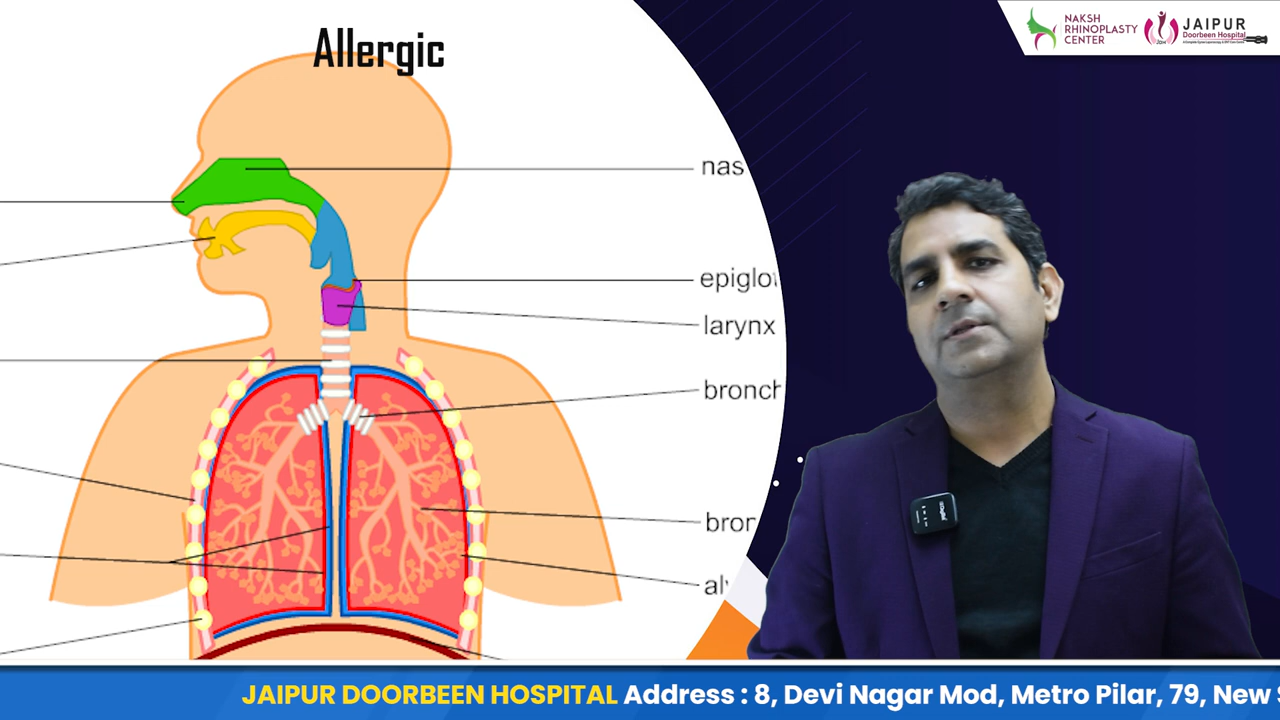 Allergic
nas
epiglo
larynx
bronch
bron
al
NAKSH
RHINOPLASTY
CENTER
JAIPUR
Doorbeen Hospital
JAIPUR DOORBEEN HOSPITAL Address : 8, Devi Nagar Mod, Metro Pilar, 79, New S